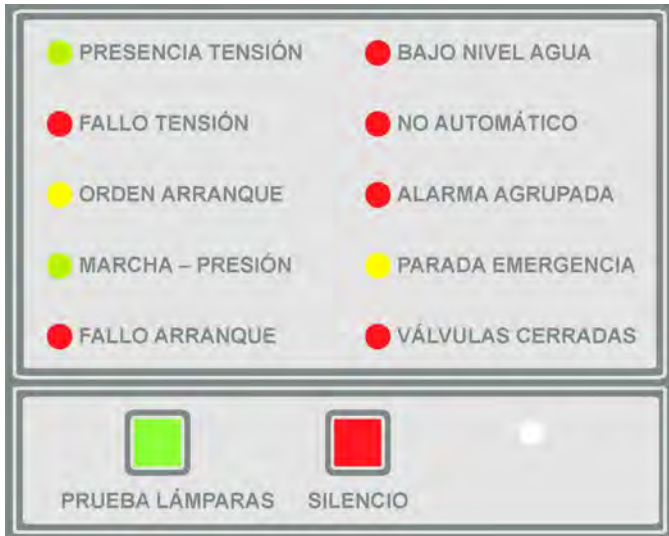 PRESENCIA TENSIÓN
FALLO TENSIÓN
ORDEN ARRANQUE
MARCHA – PRESIÓN
FALLO ARRANQUE
BAJO NIVEL AGUA
NO AUTOMÁTICO
ALARMA AGRUPADA
PARADA EMERGENCIA
VÁLVULAS CERRADAS
PRUEBA LÁMPARAS
SILENCIO